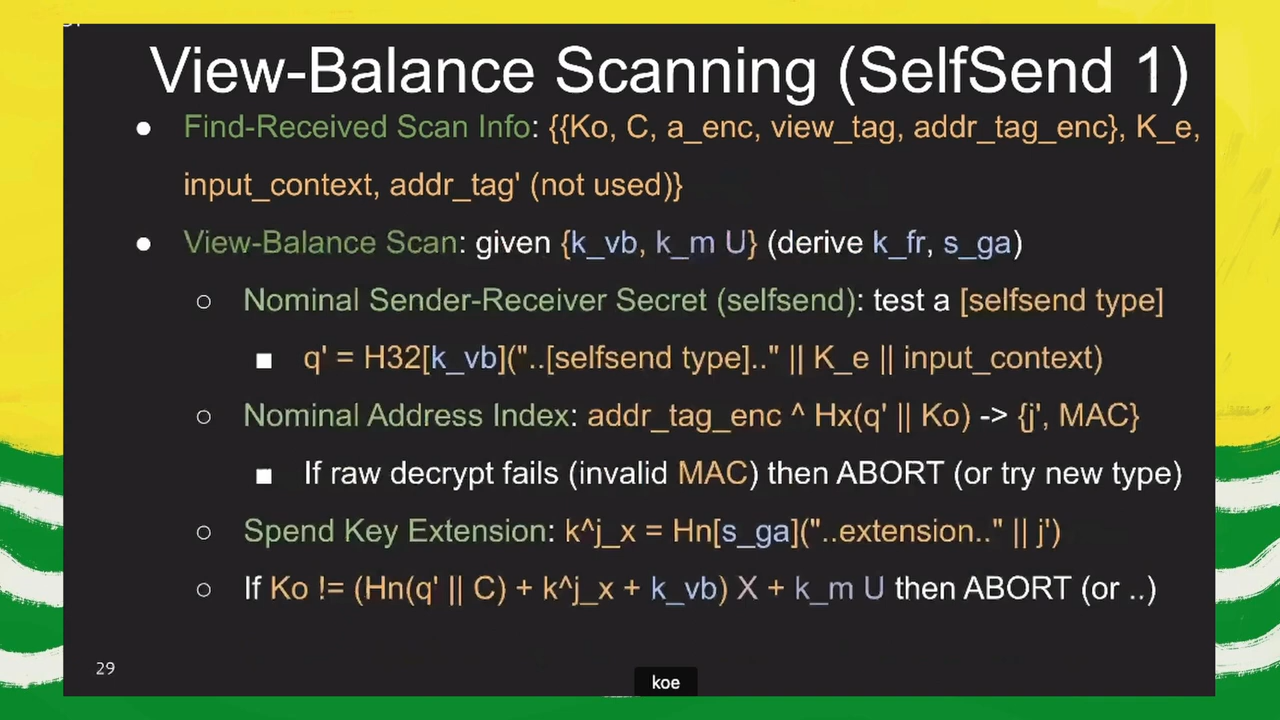 View-Balance Scanning (SelfSend 1)
● Find-Received Scan Info: {{Ko, C, a_enc, view_tag, addr_tag_enc}, K_e,
input_context, addr_tag' (not used)}
● View-Balance Scan: given {k_vb, k_m U} (derive k_fr, s_ga)
○ Nominal Sender-Receiver Secret (selfsend): test a [selfsend type]
■ q' = H32[k_vb]("..[selfsend type].." || K_e || input_context)
○ Nominal Address Index: addr_tag_enc ^ Hx(q' || Ko) -> {j', MAC}
■ If raw decrypt fails (invalid MAC) then ABORT (or try new type)
○ Spend Key Extension: k^j_x = Hn[s_ga]("..extension.." || j')
○ If Ko != (Hn(q' || C) + k^j_x + k_vb) X + k_m U then ABORT (or ..)
29
koe